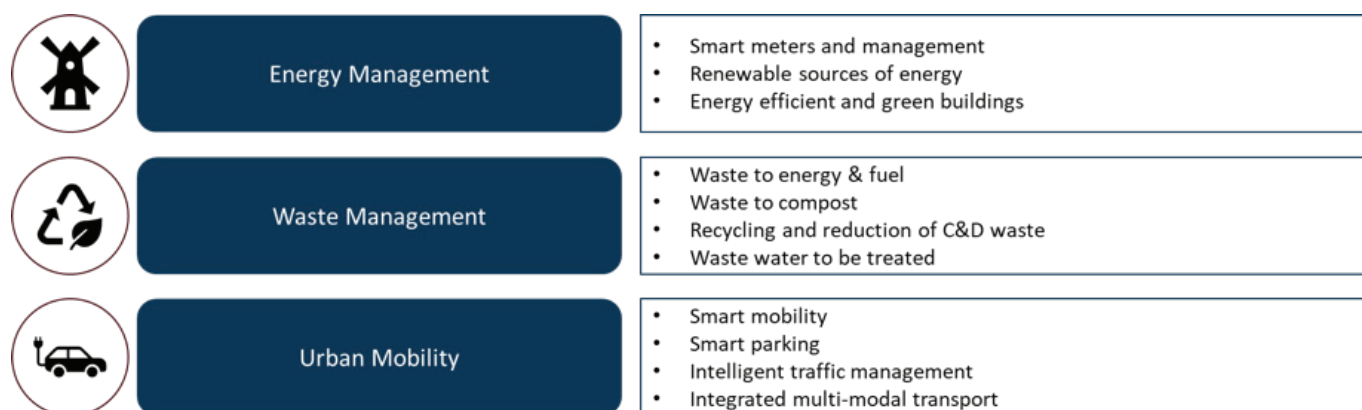 Energy Management
• Smart meters and management
• Renewable sources of energy
• Energy efficient and green buildings
Waste Management
• Waste to energy & fuel
• Waste to compost
• Recycling and reduction of C&D waste
• Waste water to be treated
Urban Mobility
• Smart mobility
• Smart parking
• Intelligent traffic management
• Integrated multi-modal transport